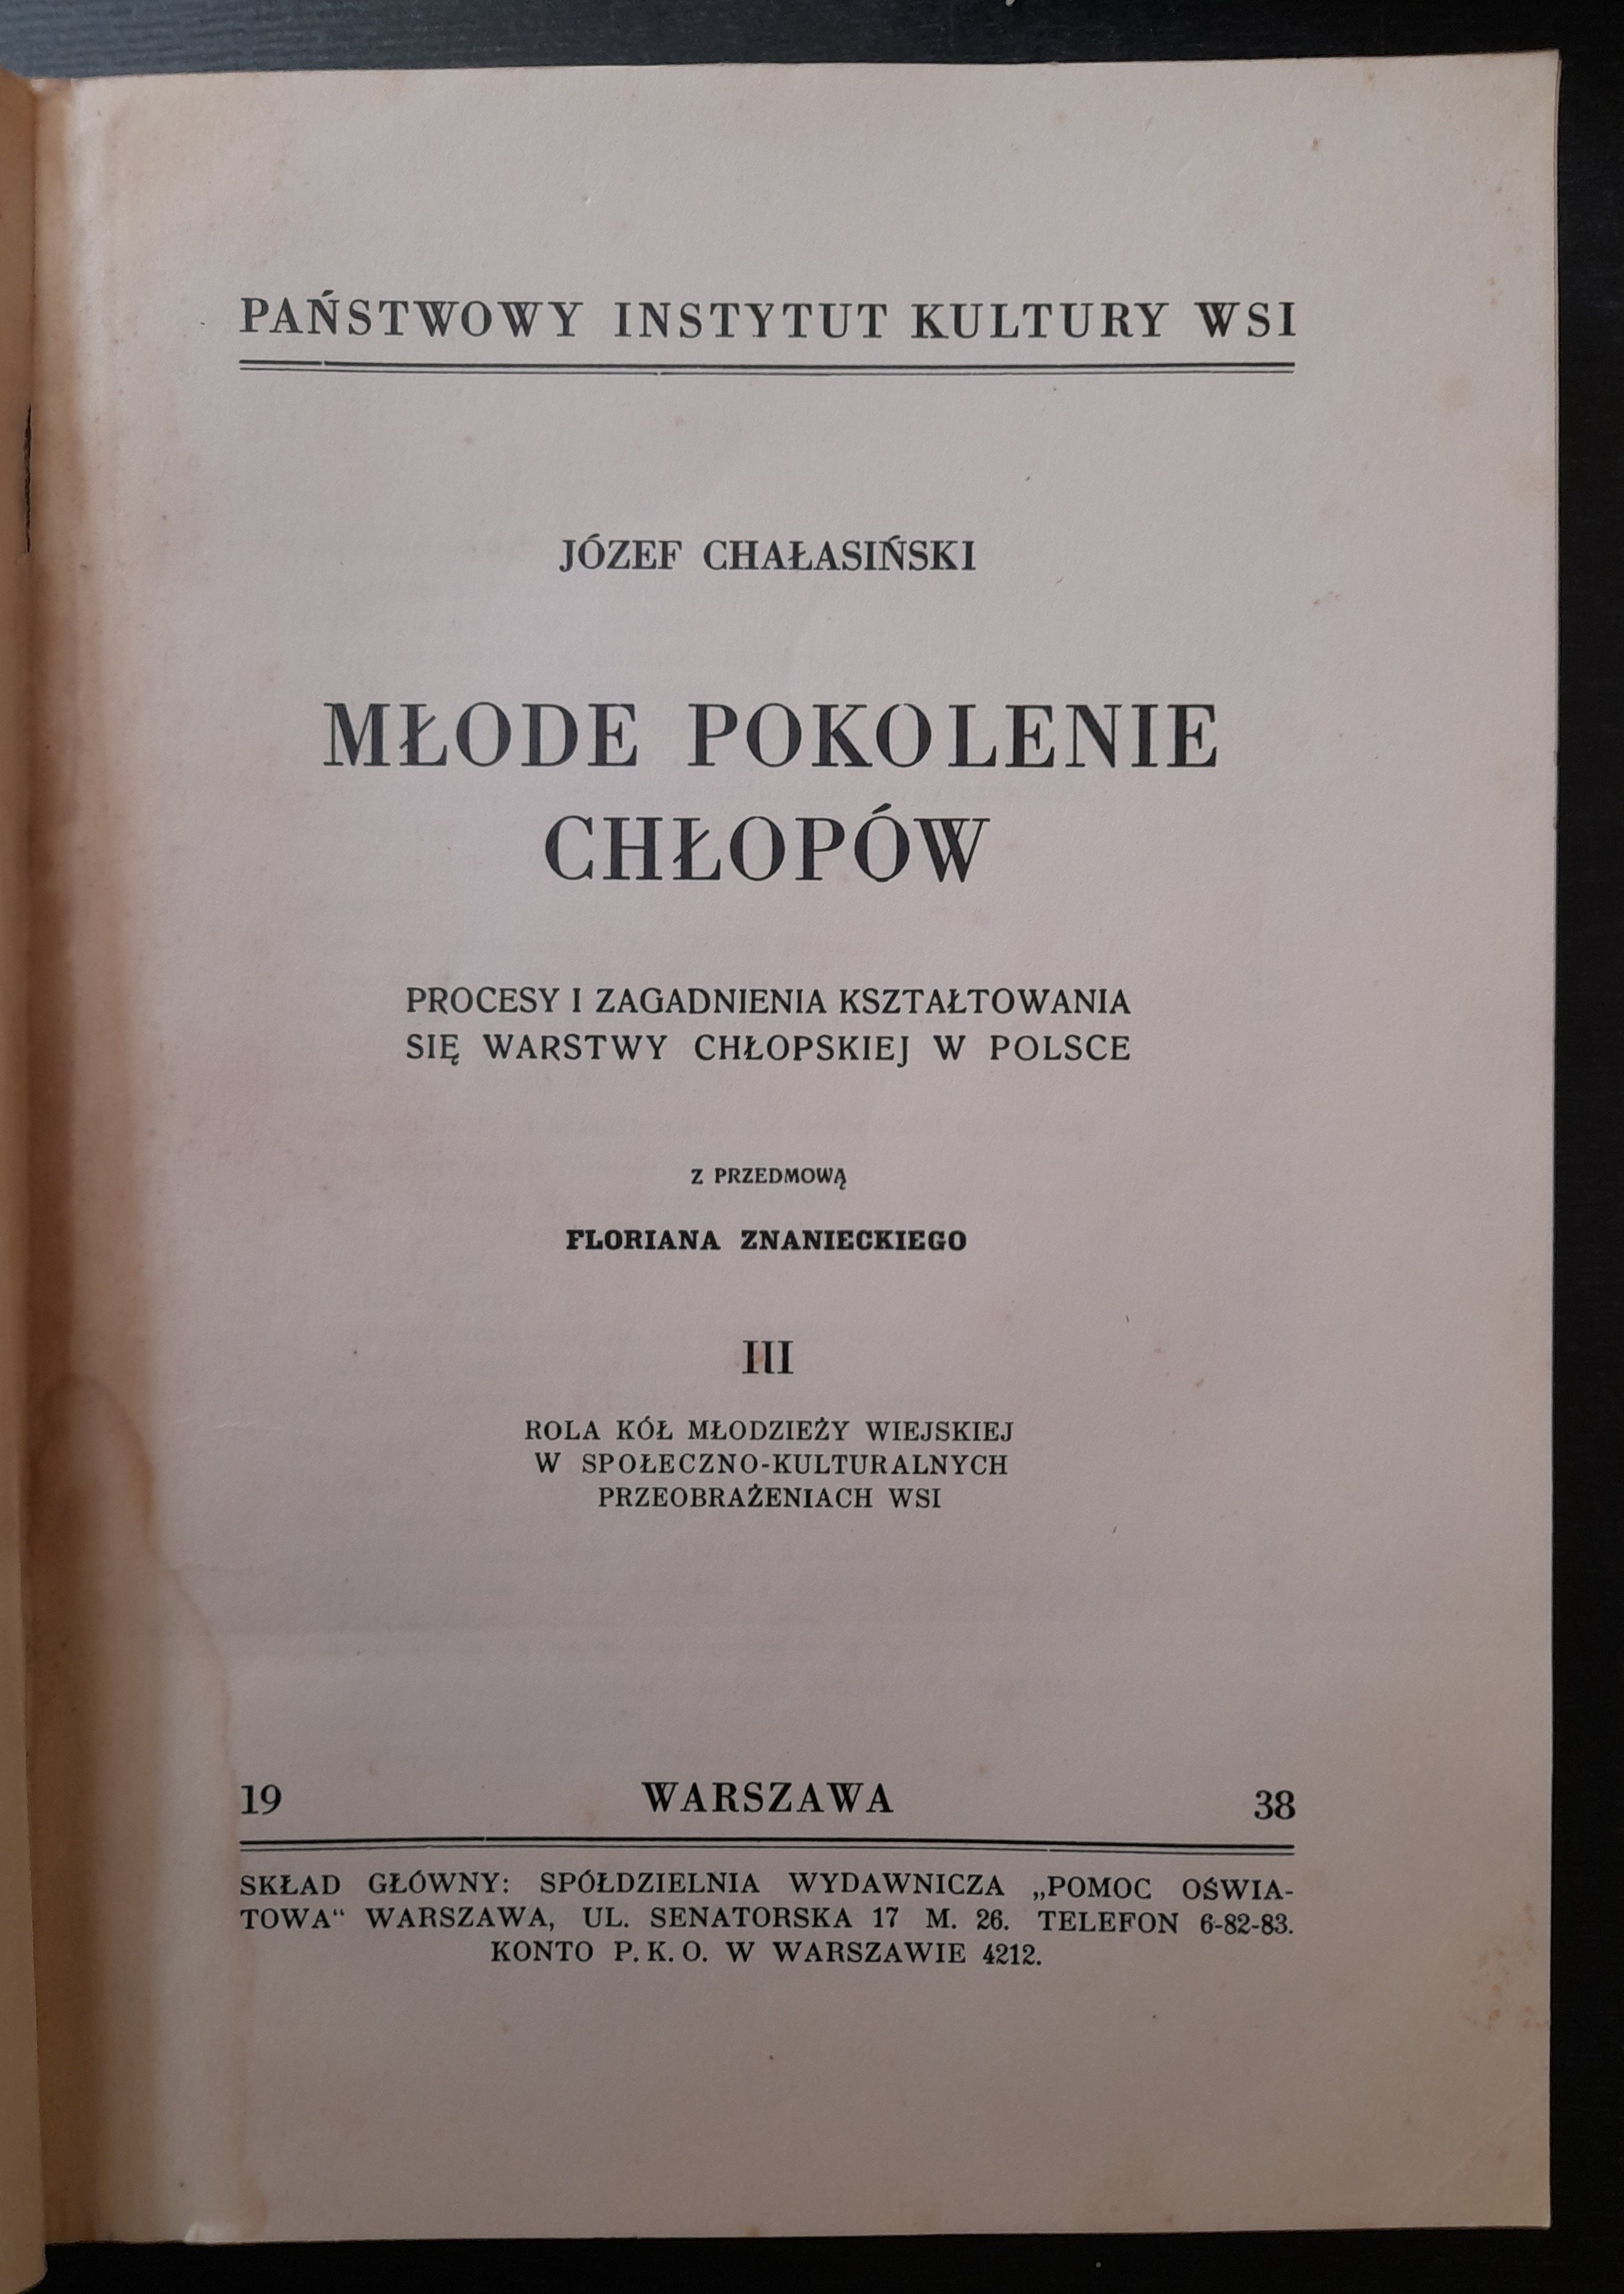 PAŃSTWOWY INSTYTUT KULTURY WSI
JÓZEF CHAŁASIŃSKI
MŁODE POKOLENIE
CHŁOPÓW
PROCESY I ZAGADNIENIA KSZTAŁTOWANIA
SIĘ WARSTWY CHŁOPSKIEJ W POLSCE
Z PRZEDMOWĄ
FLORIANA ZNANIECKIEGO
III
ROLA KÓŁ MŁODZIEŻY WIEJSKIEJ
W SPOŁECZNO-KULTURALNYCH
PRZEOBRAŻENIACH WSI
19 WARSZAWA 38
SKŁAD GŁÓWNY: SPÓŁDZIELNIA WYDAWNICZA „POMOC OŚWIA-
TOWA“ WARSZAWA, UL. SENATORSKA 17 M. 26. TELEFON 6-82-83.
KONTO P. K. O. W WARSZAWIE 4212.